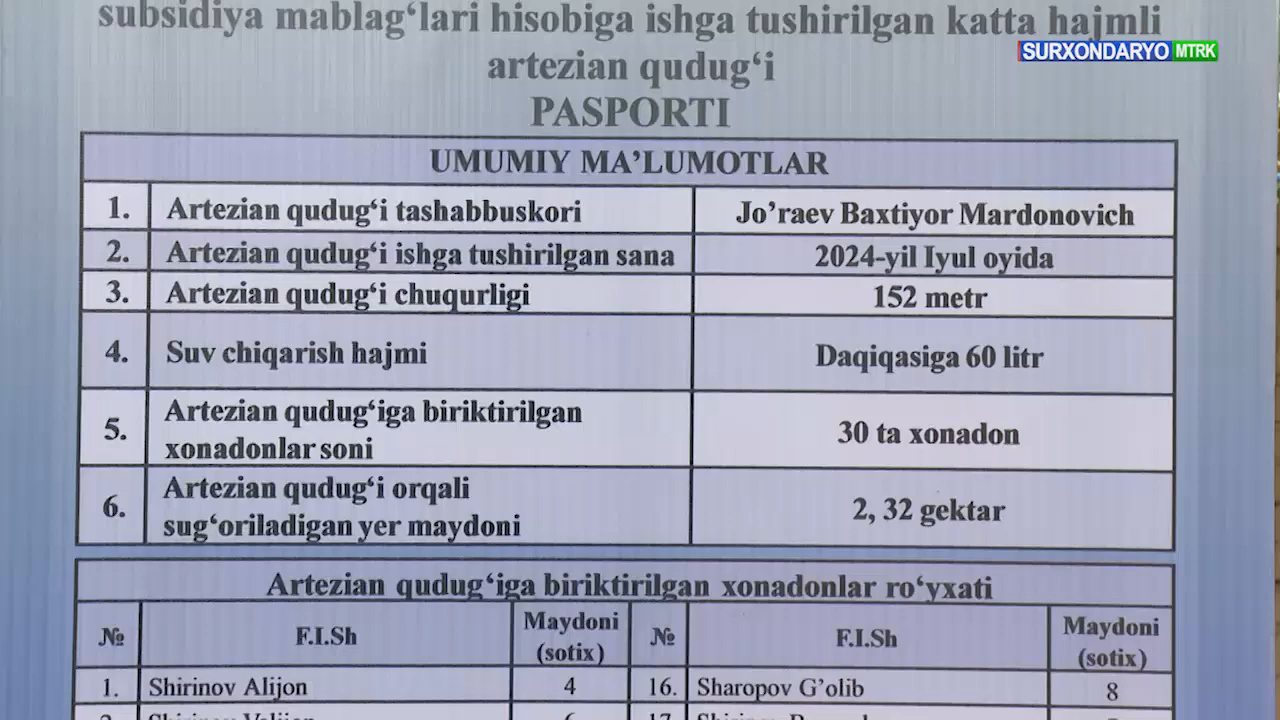 subsidiya mablag‘lari hisobiga ishga tushirilgan katta hajmli
artezian qudug‘i
PASPORTI
SURXONDARYO MTRK
UMUMIY MA’LUMOTLAR
1. Artezian qudug‘i tashabbuskori Jo’raev Baxtiyor Mardonovich
2. Artezian qudug‘i ishga tushirilgan sana 2024-yil Iyul oyida
3. Artezian qudug‘i chuqurligi 152 metr
4. Suv chiqarish hajmi Daqiqasiga 60 litr
5. Artezian qudug‘iga biriktirilgan
xonadonlar soni 30 ta xonadon
6. Artezian qudug‘i orqali
sug‘oriladigan yer maydoni 2, 32 gektar
Artezian qudug‘iga biriktirilgan xonadonlar ro‘yxati
№ F.I.Sh Maydoni
(sotix) № F.I.Sh Maydoni
(sotix)
1. Shirinov Alijon 4 16. Sharopov G’olib 8